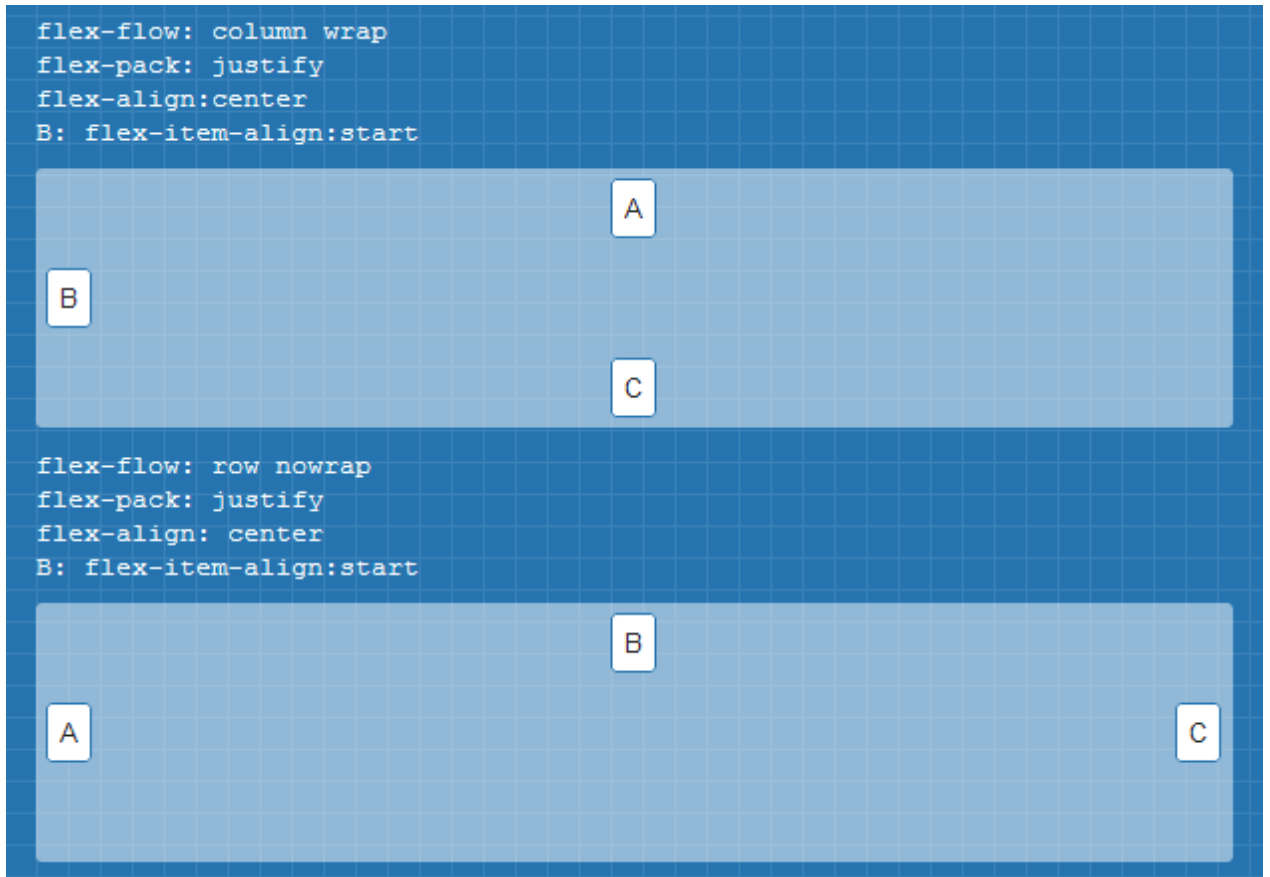 flex-flow: column wrap
flex-pack: justify
flex-align:center
B: flex-item-align:start
A
B
C
flex-flow: row nowrap
flex-pack: justify
flex-align: center
B: flex-item-align:start
B
A
C